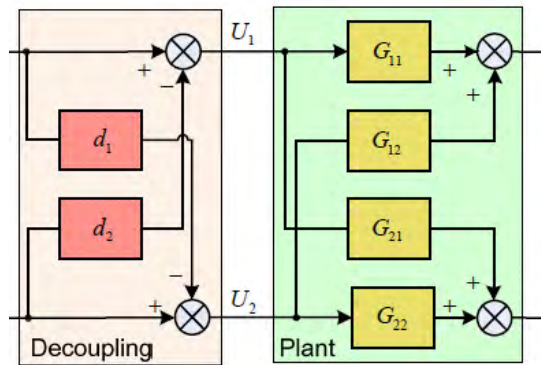 U₁
+
−
G₁₁
+
+
d₁
G₁₂
d₂
G₂₁
−
+
+
U₂
G₂₂
+
Decoupling
Plant